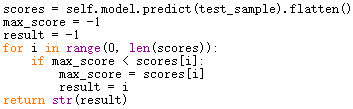 scores = self.model.predict(test_sample).flatten()
max_score = -1
result = -1
for i in range(0, len(scores)):
    if max_score < scores[i]:
        max_score = scores[i]
        result = i
return str(result)